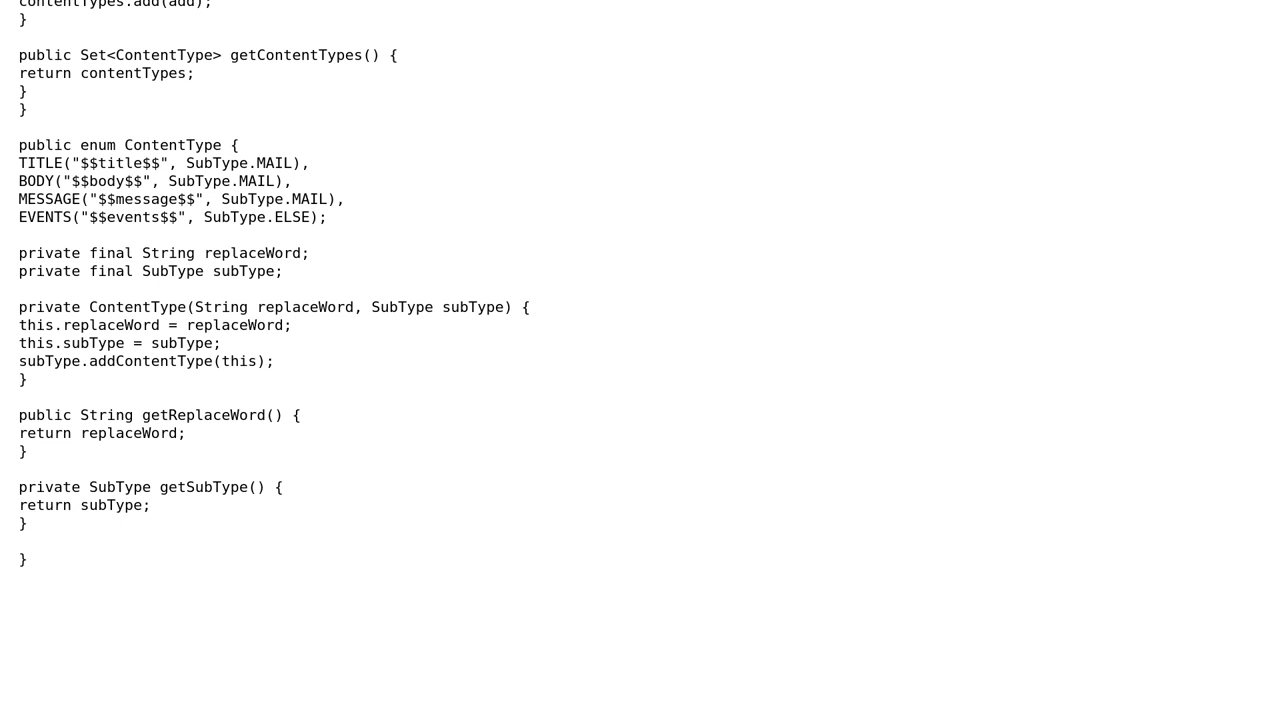 contentTypes.add(add);
}

public Set<ContentType> getContentTypes() {
return contentTypes;
}
}

public enum ContentType {
TITLE("$$title$$", SubType.MAIL),
BODY("$$body$$", SubType.MAIL),
MESSAGE("$$message$$", SubType.MAIL),
EVENTS("$$events$$", SubType.ELSE);

private final String replaceWord;
private final SubType subType;

private ContentType(String replaceWord, SubType subType) {
this.replaceWord = replaceWord;
this.subType = subType;
subType.addContentType(this);
}

public String getReplaceWord() {
return replaceWord;
}

private SubType getSubType() {
return subType;
}

}